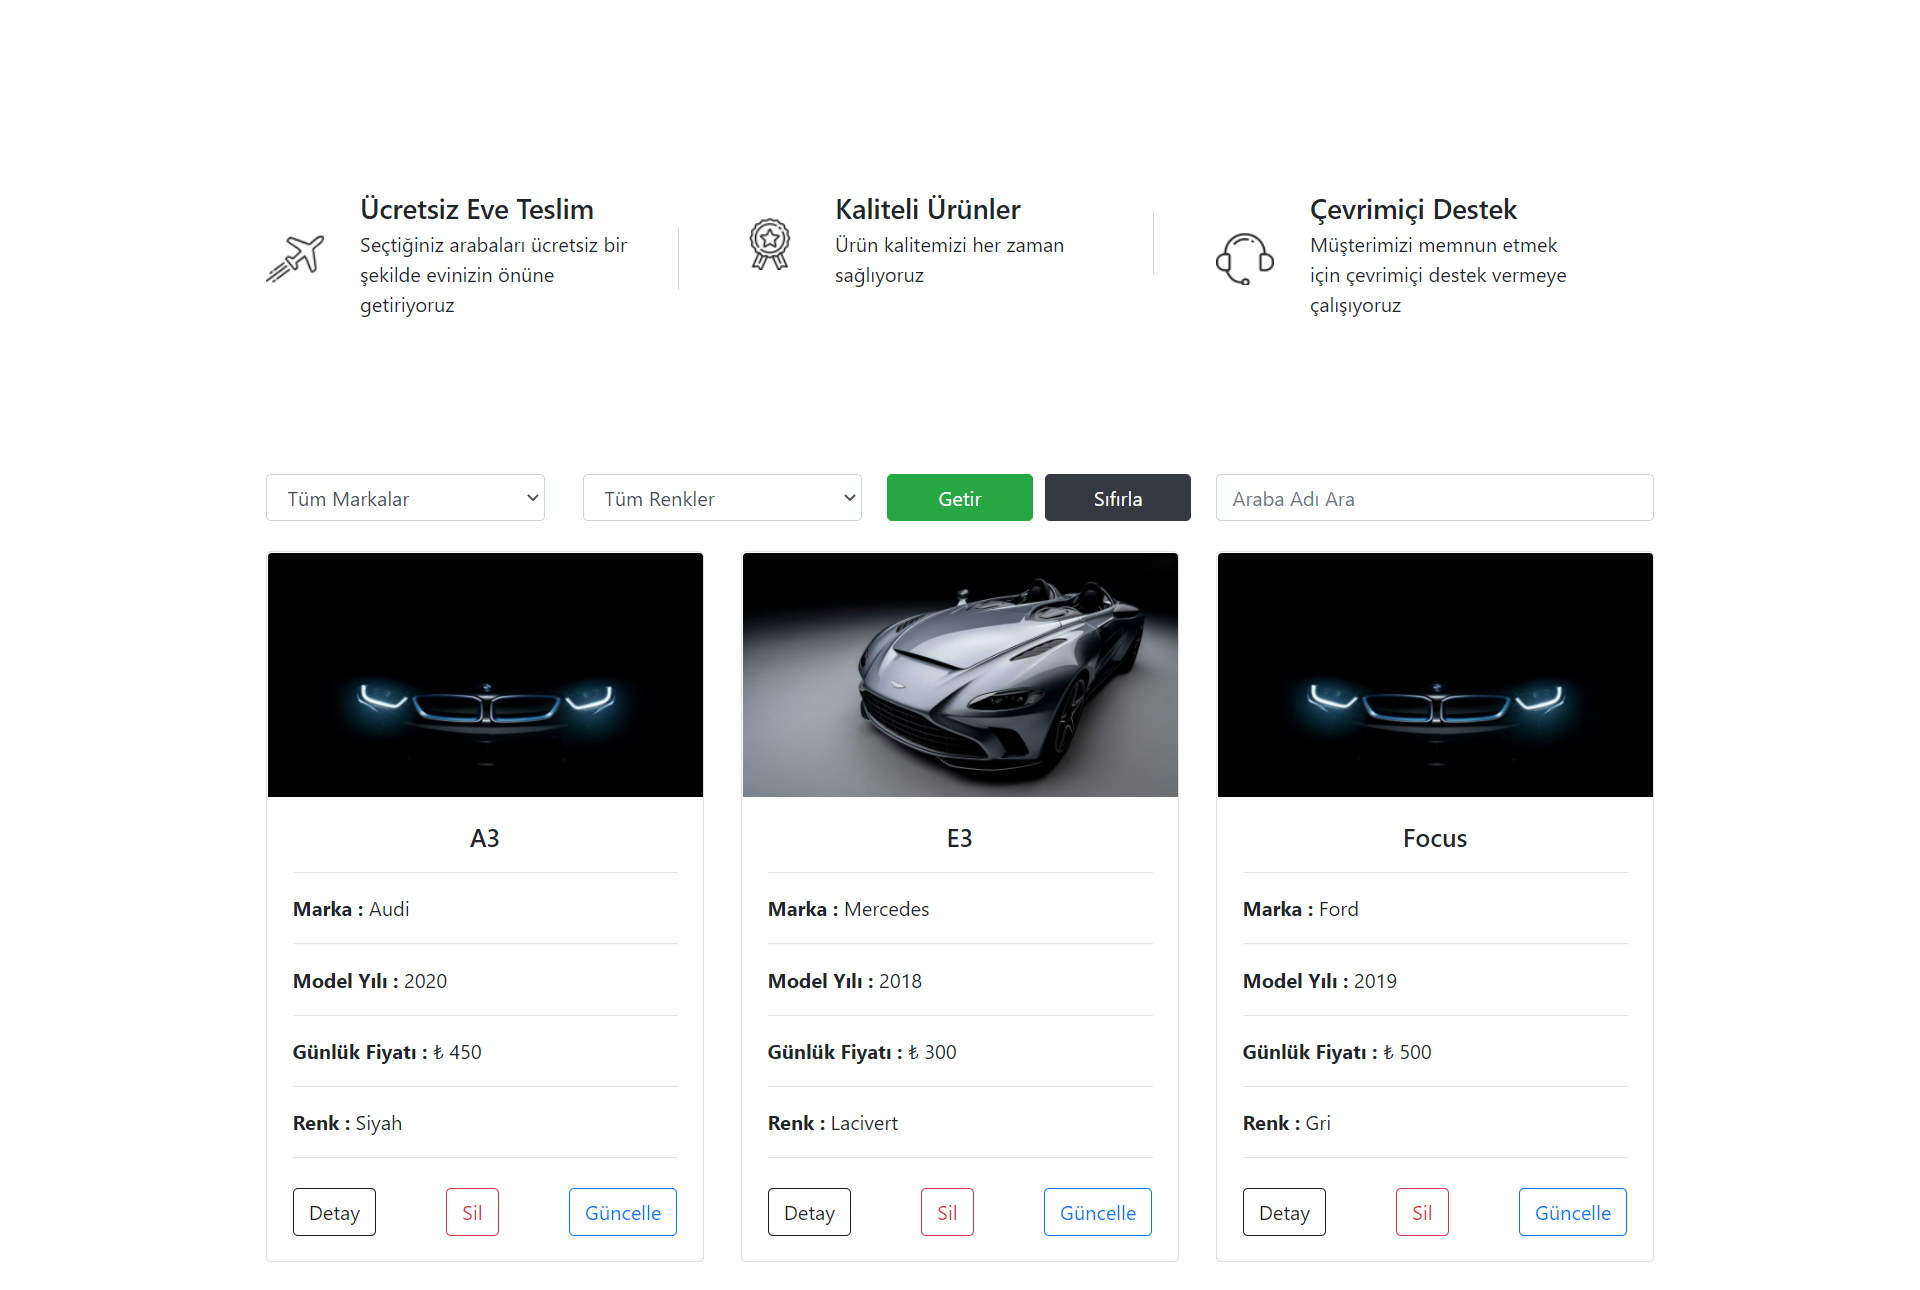 Ücretsiz Eve Teslim
Seçtiğiniz arabaları ücretsiz bir
şekilde evinizin önüne
getiriyoruz
Kaliteli Ürünler
Ürün kalitemizi her zaman
sağlıyoruz
Çevrimiçi Destek
Müşterimizi memnun etmek
için çevrimiçi destek vermeye
çalışıyoruz
Tüm Markalar
Tüm Renkler
Getir
Sıfırla
Araba Adı Ara
A3
Marka : Audi
Model Yılı : 2020
Günlük Fiyatı : ₺ 450
Renk : Siyah
Detay
Sil
Güncelle
E3
Marka : Mercedes
Model Yılı : 2018
Günlük Fiyatı : ₺ 300
Renk : Lacivert
Detay
Sil
Güncelle
Focus
Marka : Ford
Model Yılı : 2019
Günlük Fiyatı : ₺ 500
Renk : Gri
Detay
Sil
Güncelle